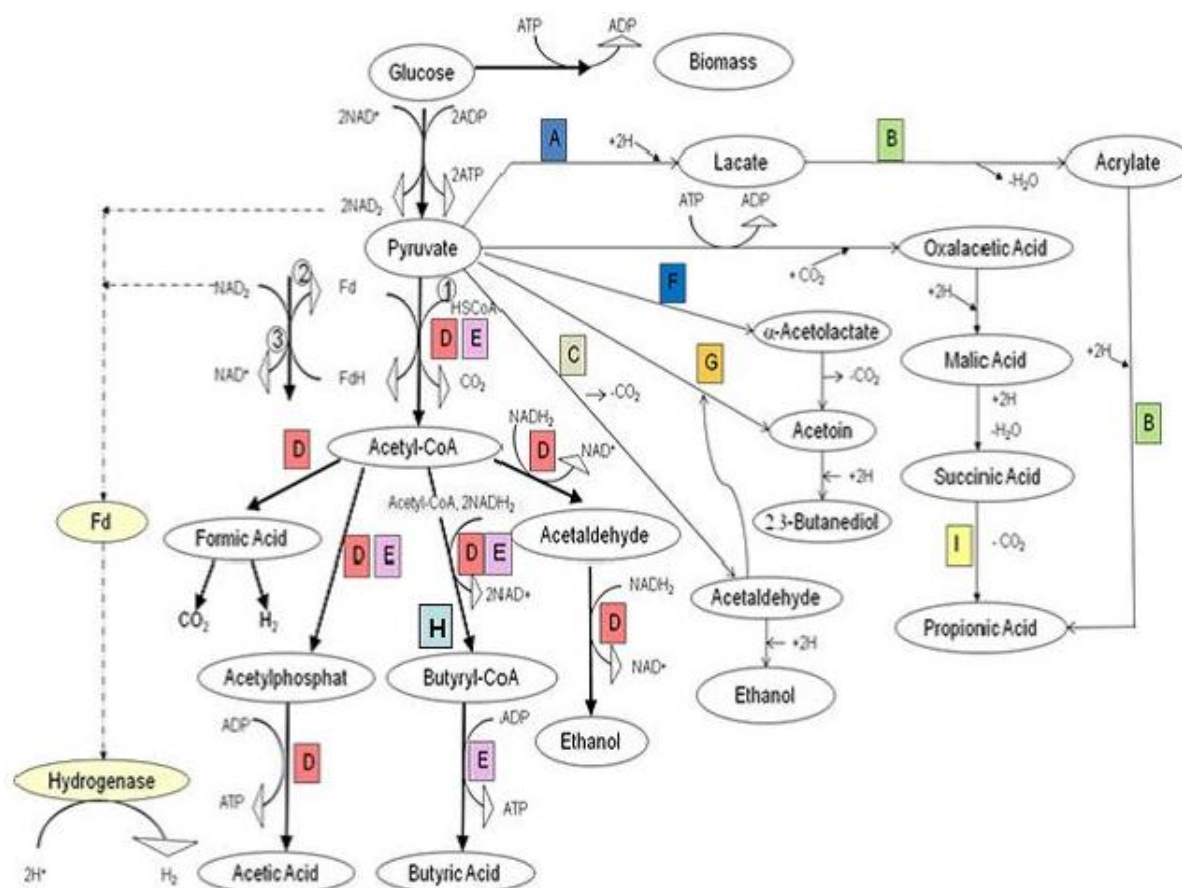 ATP
ADP
Glucose
Biomass
2NAD⁺
2ADP
A
+2H
Lacate
B
Acrylate
-H₂O
2ATP
2NAD₂
ATP
ADP
Pyruvate
Oxalacetic Acid
+ CO₂
NAD₂
②
Fd
①
HSCoA
F
+2H
α-Acetolactate
③
D
E
C
G
Malic Acid
+2H
NAD⁺
FdH
CO₂
-CO₂
-CO₂
+2H
-H₂O
B
NADH₂
Acetoin
D
Acetyl-CoA
D
NAD⁺
+2H
Succinic Acid
Acetyl-CoA, 2NADH₂
Fd
Formic Acid
Acetaldehyde
2 3-Butanediol
D
E
D
E
I
- CO₂
2NAD+
NADH₂
Acetaldehyde
CO₂
H₂
H
D
Propionic Acid
+2H
NAD⁺
Acetylphosphat
Butyryl-CoA
Ethanol
ADP
ADP
Ethanol
D
E
Hydrogenase
ATP
ATP
2H⁺
H₂
Acetic Acid
Butyric Acid